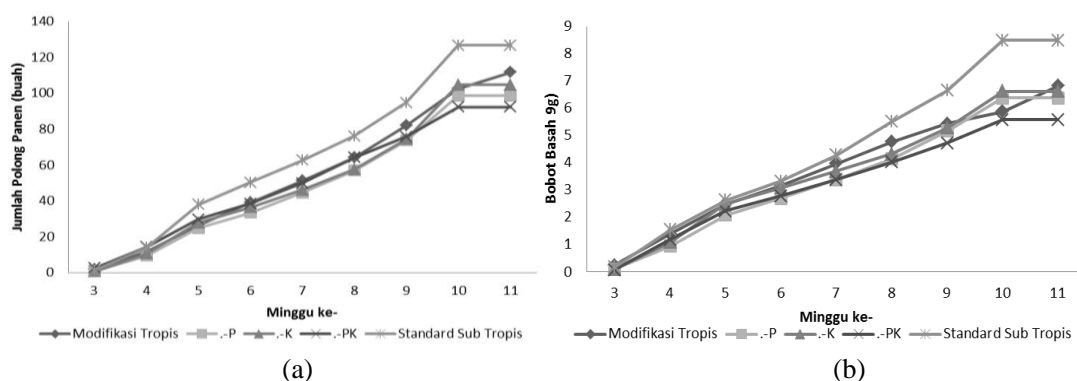 Jumlah Polong Panen (buah)
140
120
100
80
60
40
20
0
3 4 5 6 7 8 9 10 11
Minggu ke-
Modifikasi Tropis .-P .-K .-PK Standard Sub Tropis
(a)
Bobot Basah 9g)
9
8
7
6
5
4
3
2
1
0
3 4 5 6 7 8 9 10 11
Minggu ke-
Modifikasi Tropis .-P .-K .-PK Standard Sub Tropis
(b)